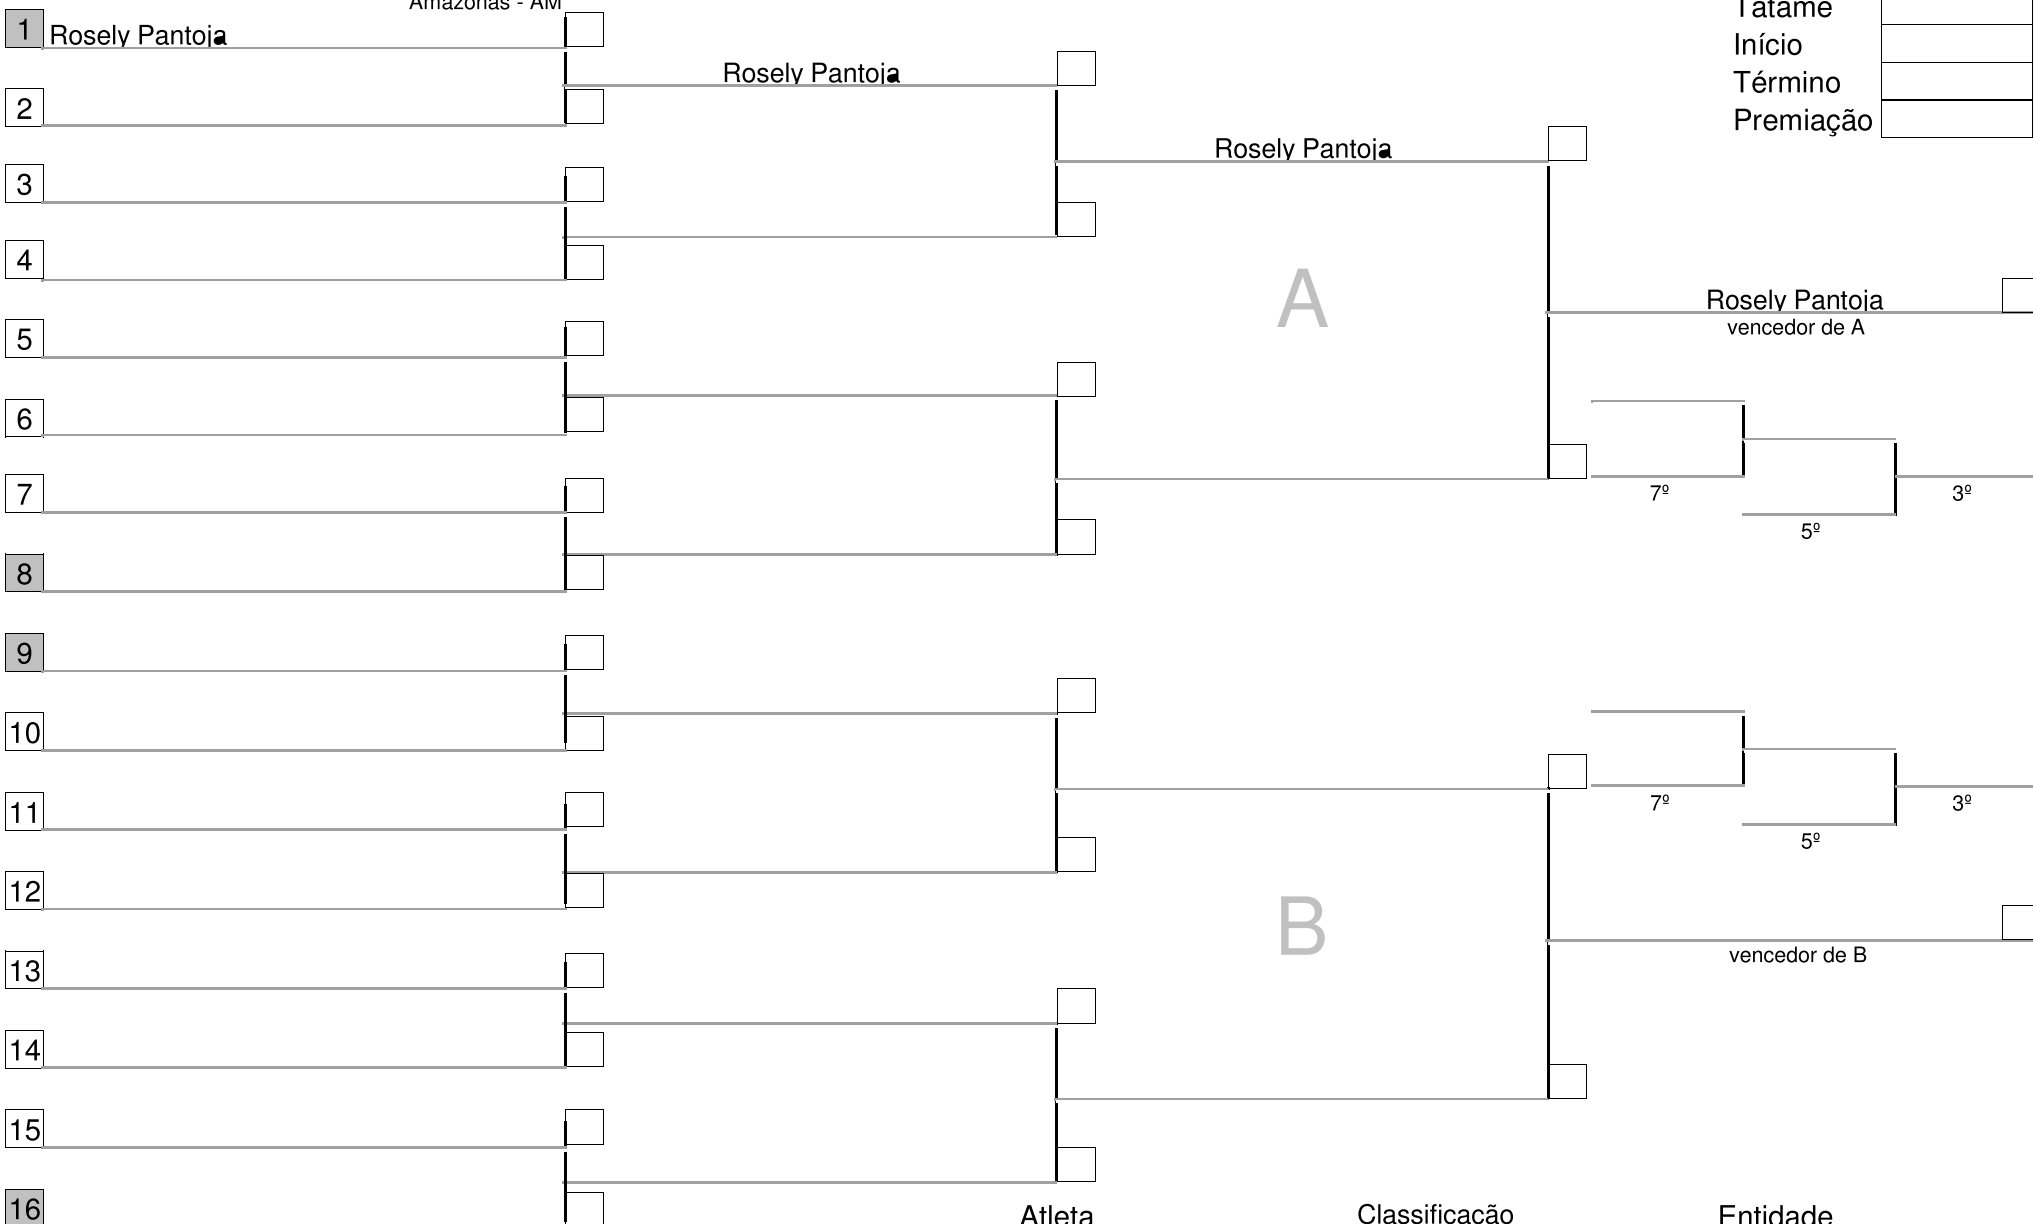 Amazonas - AM
Tatame
1 Rosely Pantoja
Início
Rosely Pantoja
Término
2
Premiação
Rosely Pantoja
3
4
A
Rosely Pantoja
vencedor de A
5
6
7
7º
3º
5º
8
9
10
11
7º
3º
5º
12
B
vencedor de B
13
14
15
16
Atleta Classificação Entidade